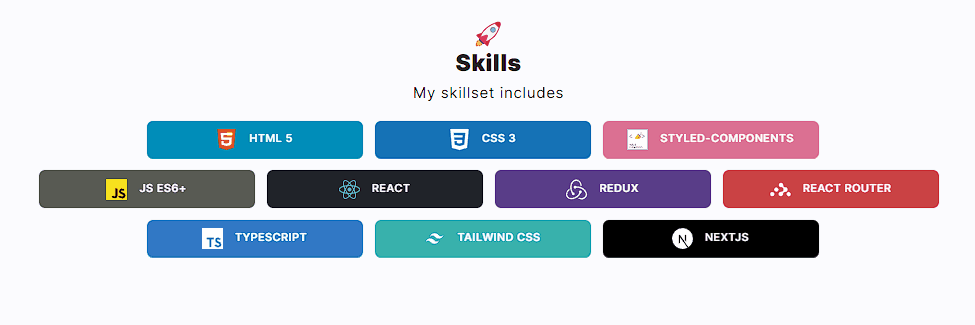 Skills
My skillset includes
HTML 5
CSS 3
STYLED-COMPONENTS
JS
JS ES6+
REACT
REDUX
REACT ROUTER
TS
TYPESCRIPT
TAILWIND CSS
N
NEXTJS